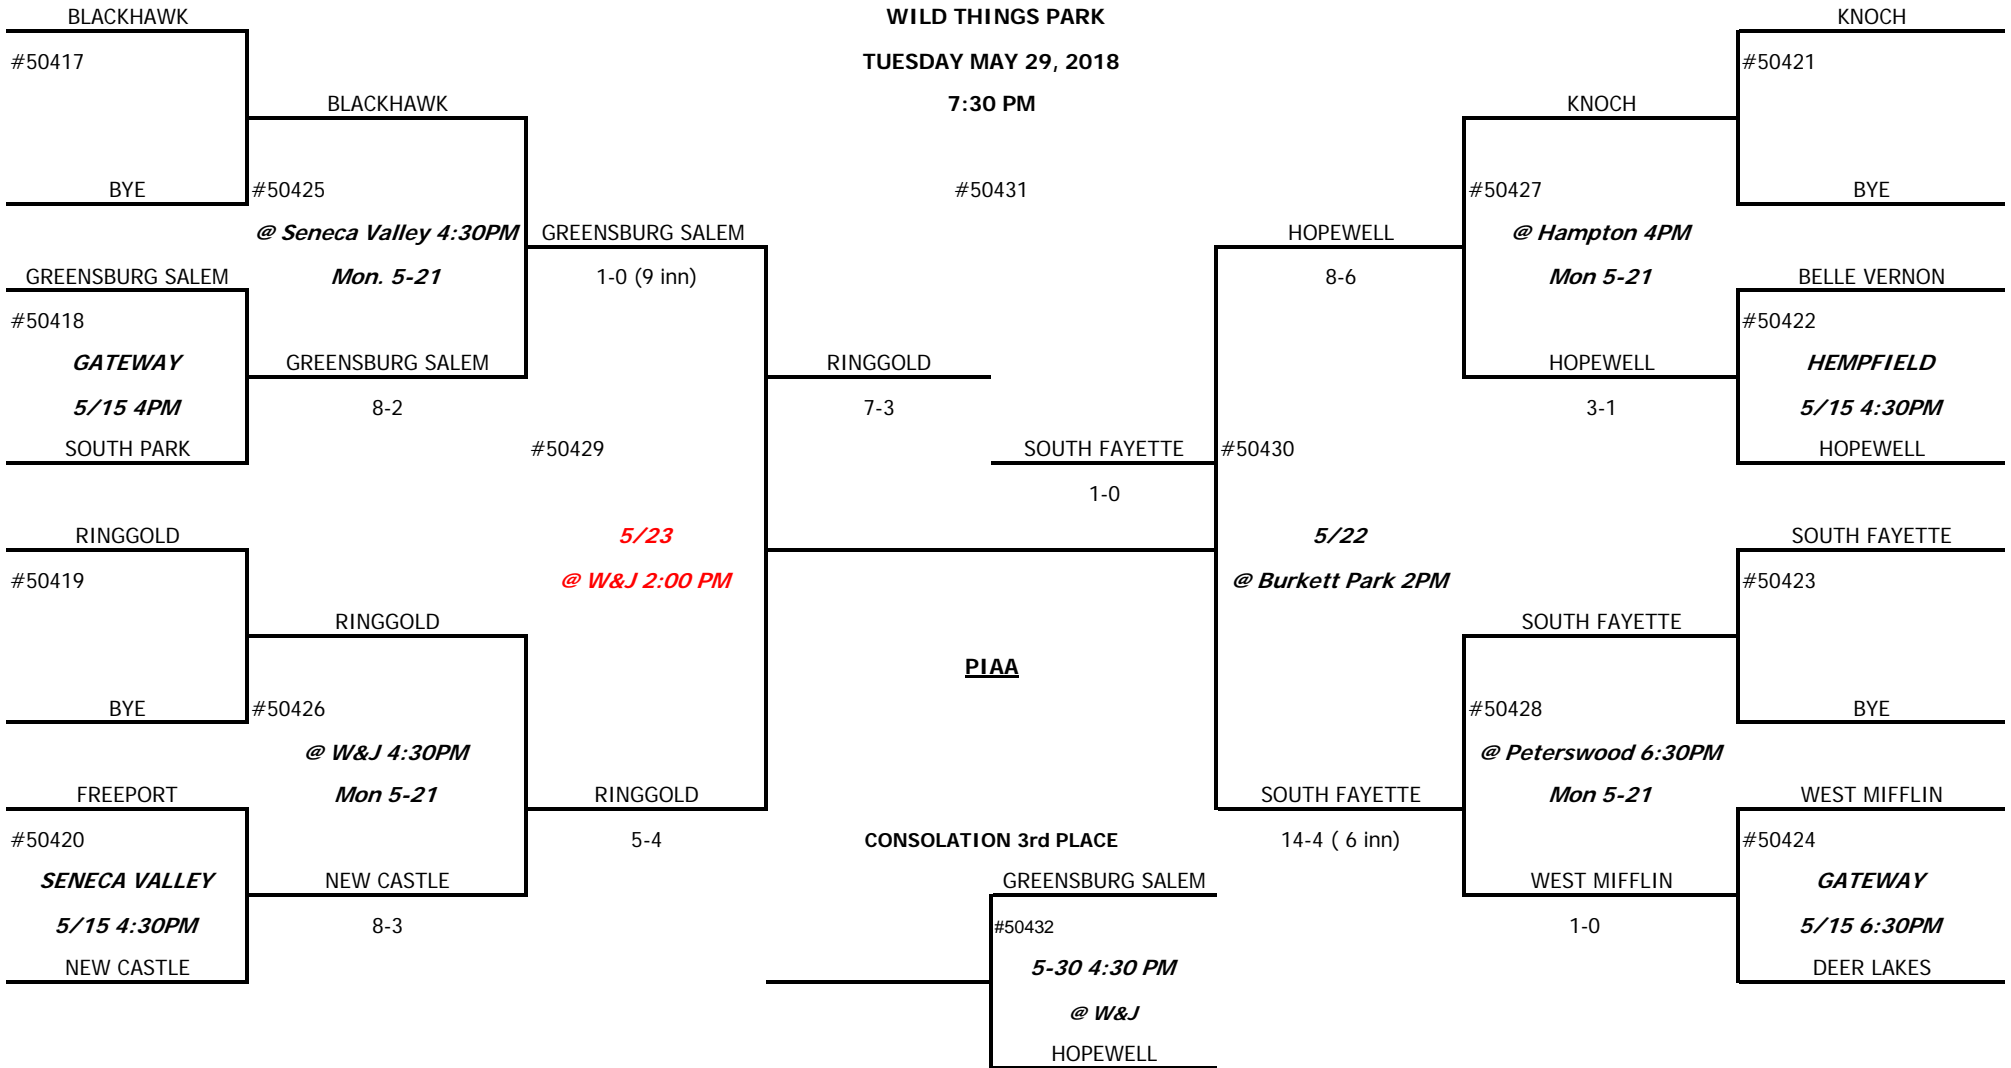 BLACKHAWK WILD THINGS PARK KNOCH
#50417 TUESDAY MAY 29, 2018 #50421
BLACKHAWK 7:30 PM KNOCH
BYE #50425 #50431 #50427 BYE
@ Seneca Valley 4:30PM GREENSBURG SALEM HOPEWELL @ Hampton 4PM
GREENSBURG SALEM Mon. 5-21 1-0 (9 inn) 8-6 Mon 5-21 BELLE VERNON
#50418 #50422
GATEWAY GREENSBURG SALEM RINGGOLD HOPEWELL HEMPFIELD
5/15 4PM 8-2 7-3 3-1 5/15 4:30PM
SOUTH PARK #50429 SOUTH FAYETTE #50430 HOPEWELL
1-0
RINGGOLD 5/23 5/22 SOUTH FAYETTE
#50419 @ W&J 2:00 PM @ Burkett Park 2PM #50423
RINGGOLD SOUTH FAYETTE
PIAA
BYE #50426 #50428 BYE
@ W&J 4:30PM @ Peterswood 6:30PM
FREEPORT Mon 5-21 RINGGOLD SOUTH FAYETTE Mon 5-21 WEST MIFFLIN
#50420 5-4 CONSOLATION 3rd PLACE 14-4 ( 6 inn) #50424
SENECA VALLEY NEW CASTLE GREENSBURG SALEM WEST MIFFLIN GATEWAY
5/15 4:30PM 8-3 #50432 1-0 5/15 6:30PM
NEW CASTLE 5-30 4:30 PM DEER LAKES
@ W&J
HOPEWELL